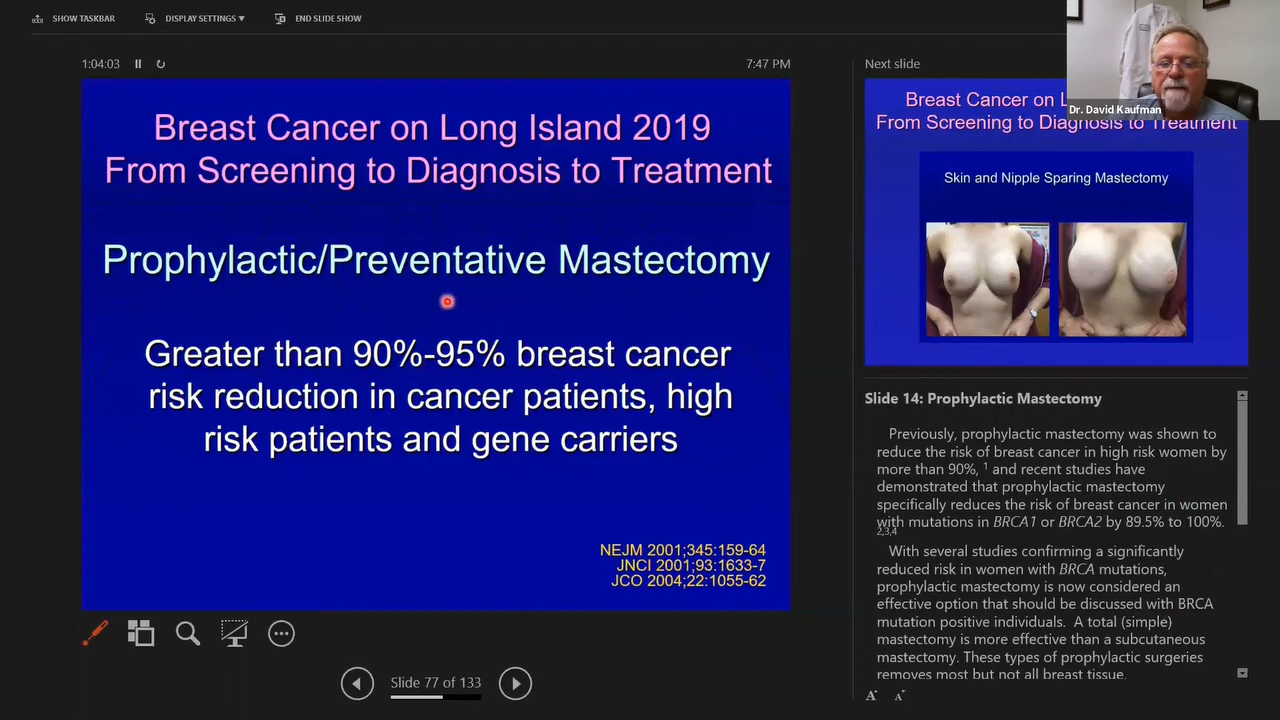 SHOW TASKBAR
DISPLAY SETTINGS ▼
END SLIDE SHOW
1:04:03
7:47 PM
Breast Cancer on Long Island 2019
From Screening to Diagnosis to Treatment
Prophylactic/Preventative Mastectomy
Greater than 90%-95% breast cancer
risk reduction in cancer patients, high
risk patients and gene carriers
NEJM 2001;345:159-64
JNCI 2001;93:1633-7
JCO 2004;22:1055-62
Slide 77 of 133
Next slide
Dr. David Kaufman
Breast Cancer on L
From Screening to Diagnosis to Treatment
Skin and Nipple Sparing Mastectomy
Slide 14: Prophylactic Mastectomy
Previously, prophylactic mastectomy was shown to
reduce the risk of breast cancer in high risk women by
more than 90%, 1 and recent studies have
demonstrated that prophylactic mastectomy
specifically reduces the risk of breast cancer in women
with mutations in BRCA1 or BRCA2 by 89.5% to 100%.
2,3,4
With several studies confirming a significantly
reduced risk in women with BRCA mutations,
prophylactic mastectomy is now considered an
effective option that should be discussed with BRCA
mutation positive individuals. A total (simple)
mastectomy is more effective than a subcutaneous
mastectomy. These types of prophylactic surgeries
removes most but not all breast tissue.
A A